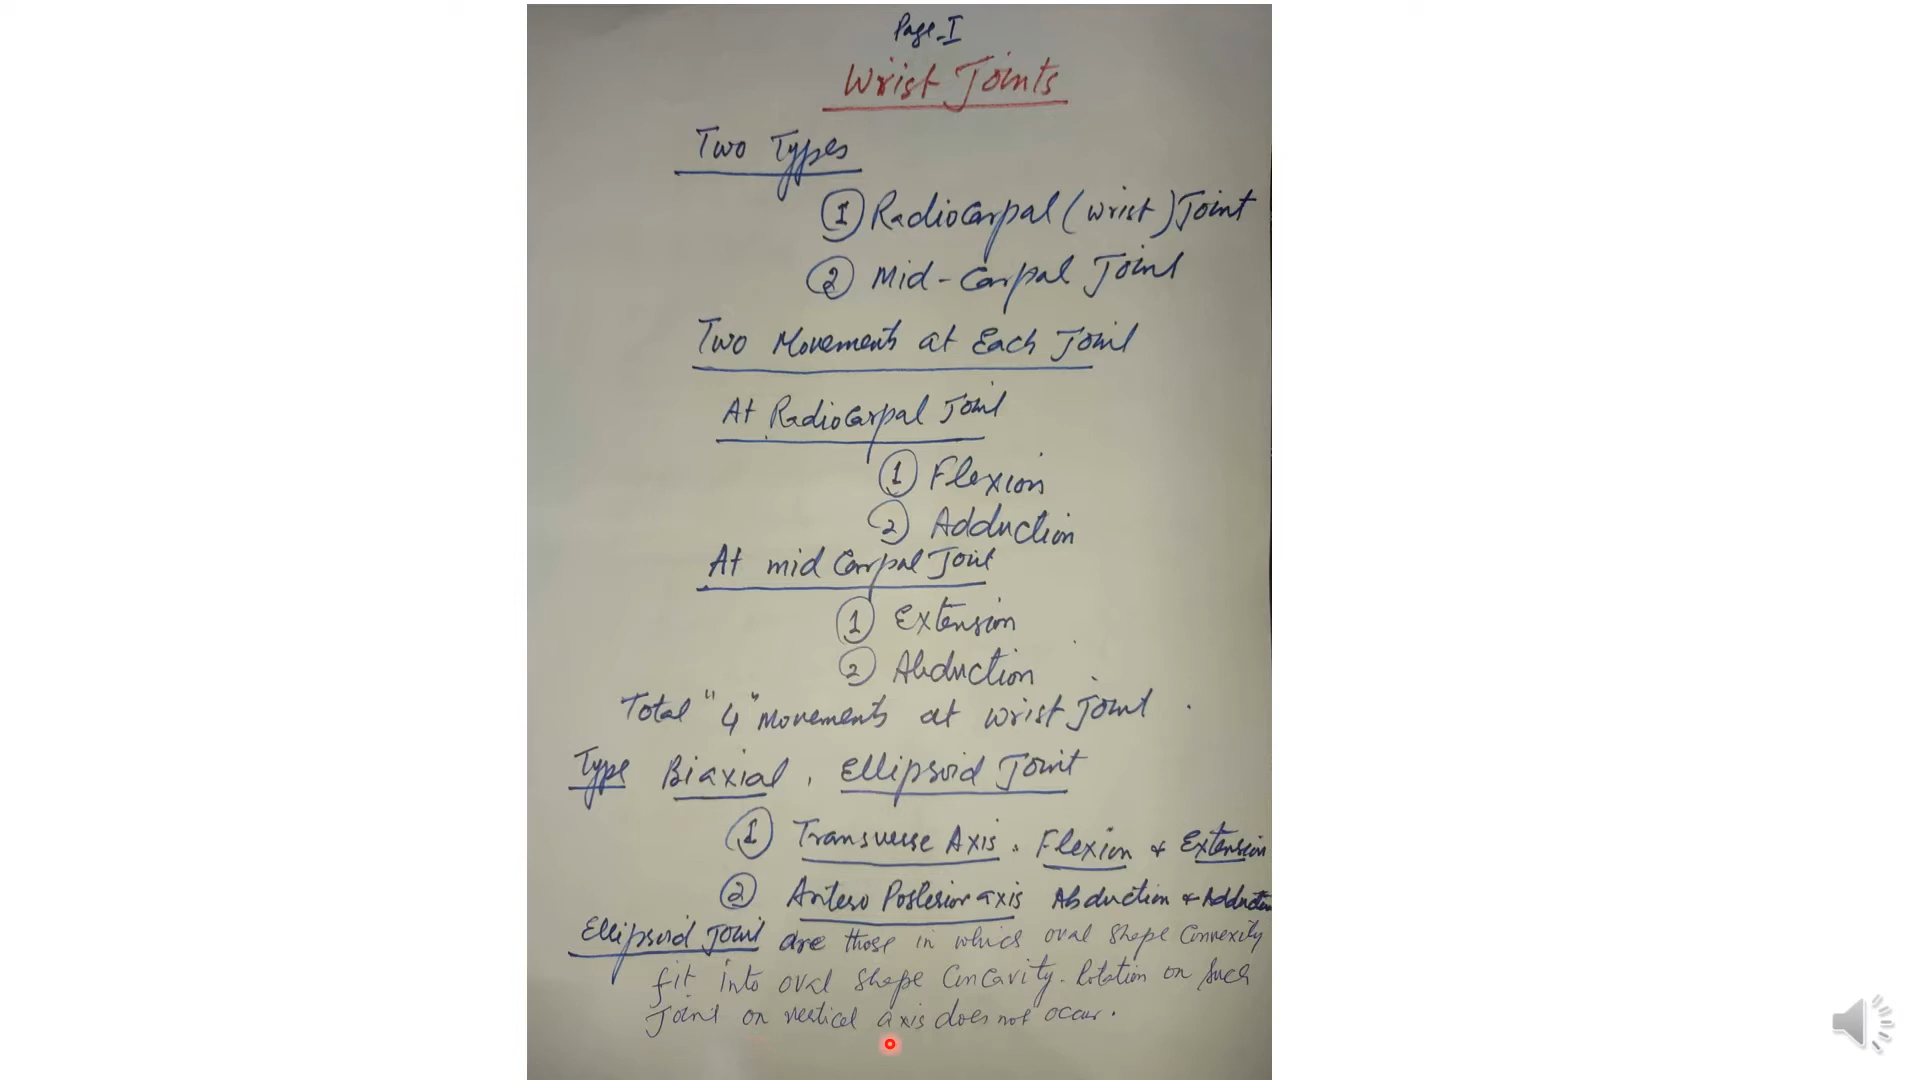 Page-I
Wrist Joints
Two Types
1 Radiocarpal (wrist) Joint
2 Mid-Carpal Joint
Two Movements at Each Joint
At Radiocarpal Joint
1 Flexion
2 Adduction
At mid Carpal Joint
1 Extension
2 Abduction
Total "4" Movements at wrist joint.
Type Biaxial, Ellipsoid Joint
1 Transverse Axis. Flexion & Extension
2 Antero Posterior axis Abduction & Adduction
Ellipsoid Joint are those in which oval shape Convexity
fit into oval shape Concavity. Rotation on such
Joint on vertical axis does not occur.